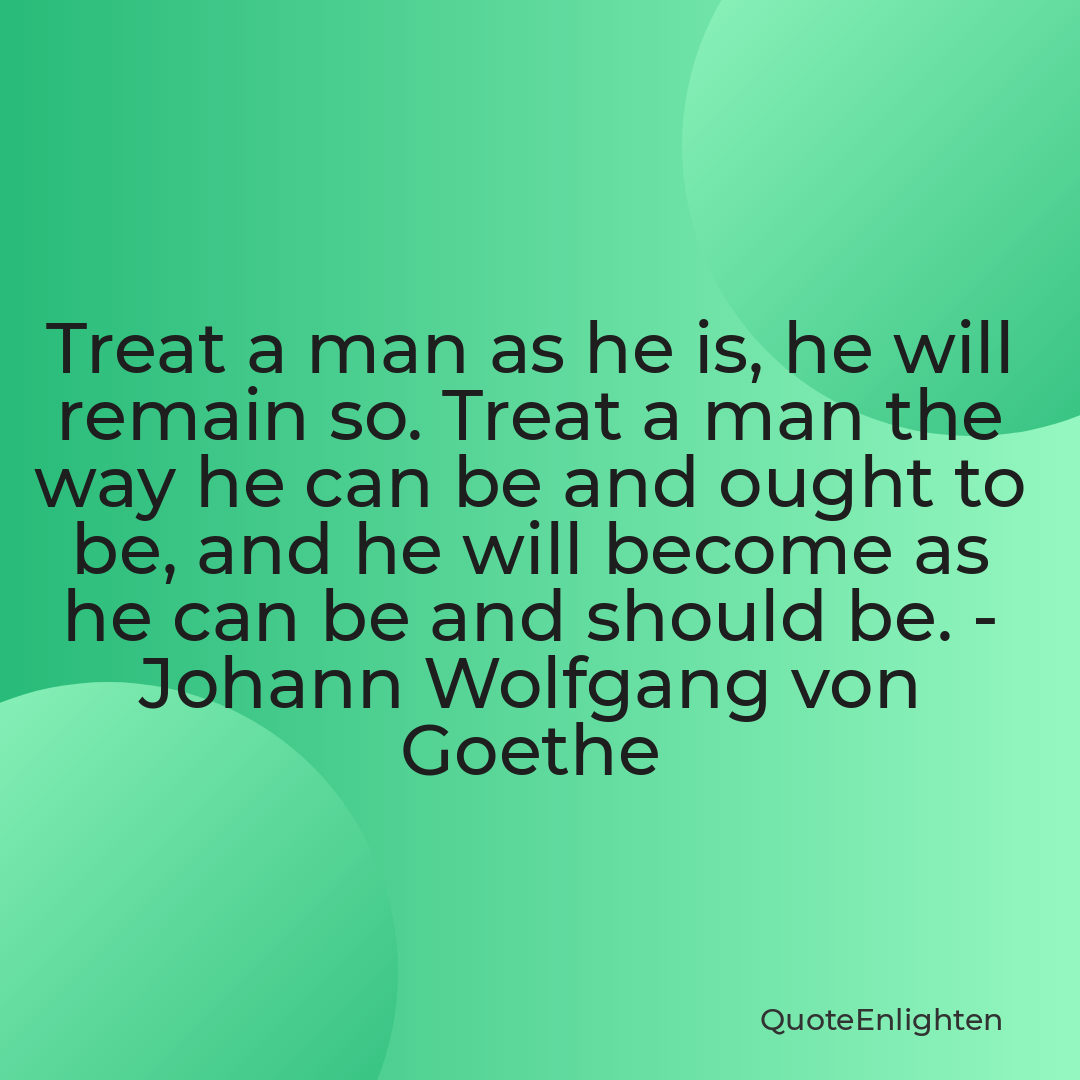 Treat a man as he is, he will
remain so. Treat a man the
way he can be and ought to
be, and he will become as
he can be and should be. -
Johann Wolfgang von
Goethe
QuoteEnlighten